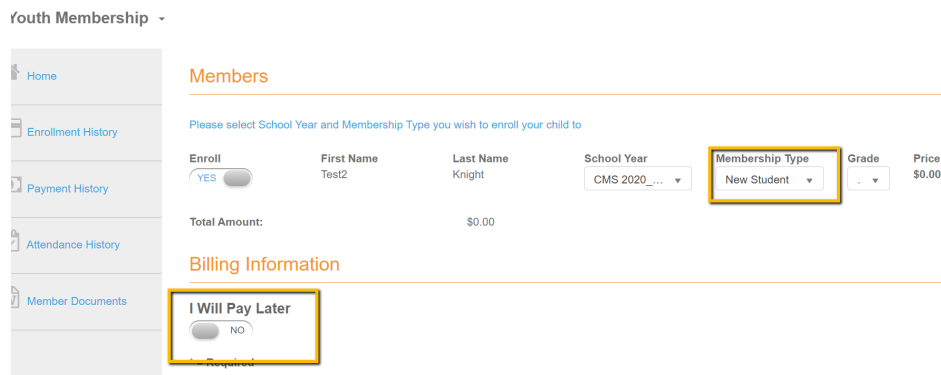 Youth Membership
Home
Enrollment History
Payment History
Attendance History
Member Documents
Members
Please select School Year and Membership Type you wish to enroll your child to
Enroll First Name Last Name School Year Membership Type Grade Price
YES Test2 Knight CMS 2020_... New Student . $0.00
Total Amount: $0.00
Billing Information
I Will Pay Later
NO
* = Required